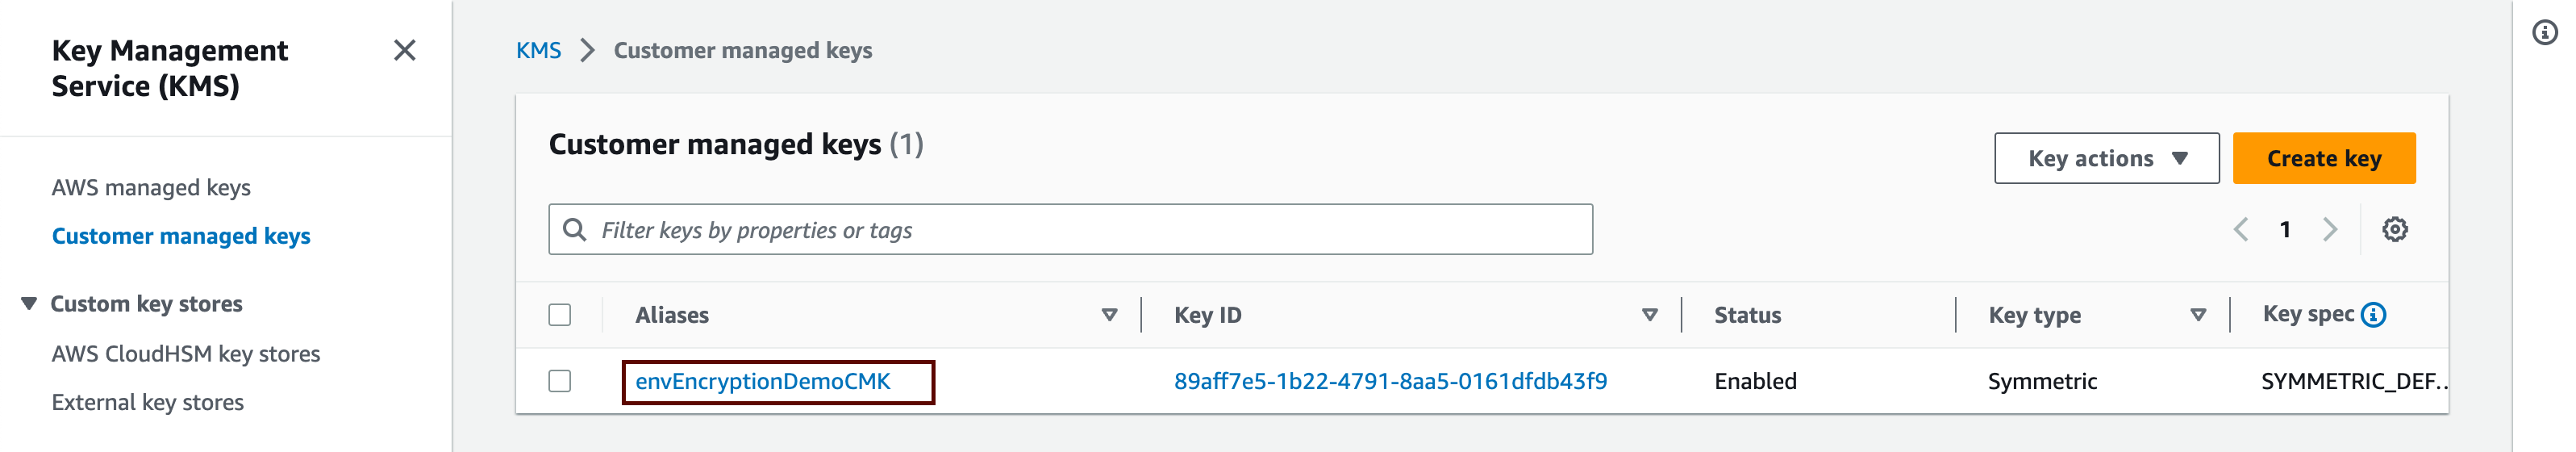 Key Management
Service (KMS)
AWS managed keys
Customer managed keys
Custom key stores
AWS CloudHSM key stores
External key stores
KMS > Customer managed keys
Customer managed keys (1)
Key actions
Create key
Filter keys by properties or tags
1
Aliases Key ID Status Key type Key spec
envEncryptionDemoCMK 89aff7e5-1b22-4791-8aa5-0161dfdb43f9 Enabled Symmetric SYMMETRIC_DEF...